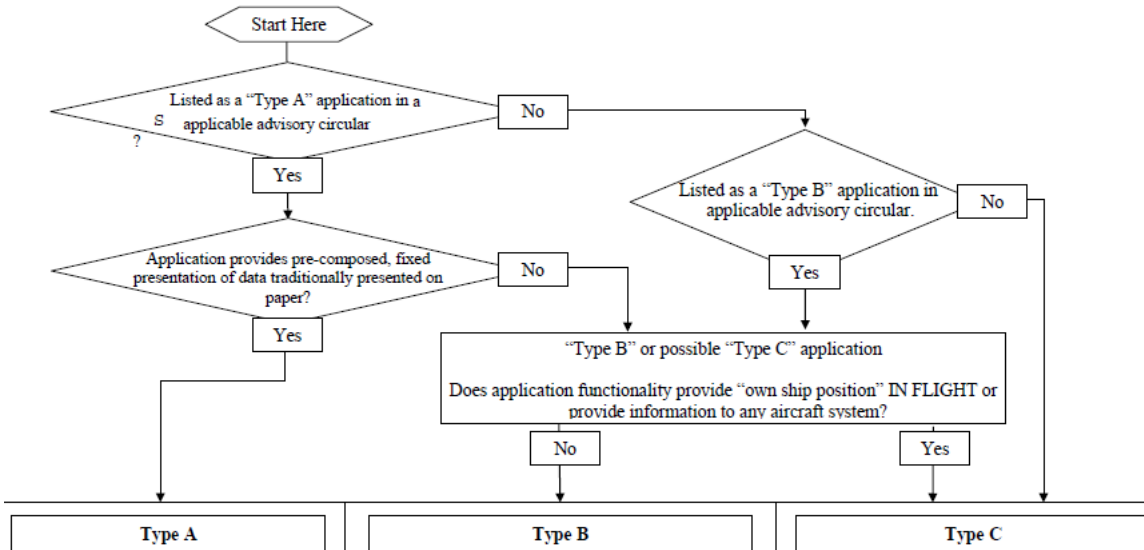 Start Here
Listed as a “Type A” application in a
S applicable advisory circular
?
No
Yes
Listed as a “Type B” application in
applicable advisory circular.
No
Yes
Application provides pre-composed, fixed
presentation of data traditionally presented on
paper?
No
Yes
“Type B” or possible “Type C” application
Does application functionality provide “own ship position” IN FLIGHT or
provide information to any aircraft system?
No
Yes
Type A
Type B
Type C